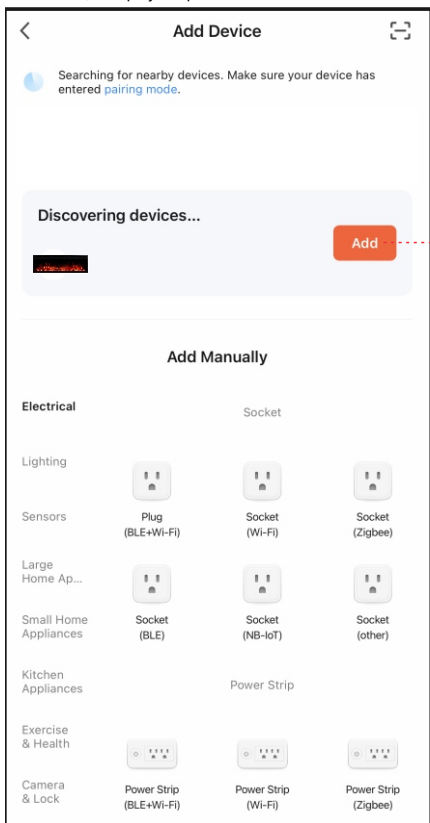 Add Device
Searching for nearby devices. Make sure your device has
entered pairing mode.
Discovering devices...
Add
Add Manually
Electrical
Socket
Lighting
Sensors
Plug
(BLE+Wi-Fi)
Socket
(Wi-Fi)
Socket
(Zigbee)
Large
Home Ap...
Small Home
Appliances
Socket
(BLE)
Socket
(NB-IoT)
Socket
(other)
Kitchen
Appliances
Power Strip
Exercise
& Health
Camera
& Lock
Power Strip
(BLE+Wi-Fi)
Power Strip
(Wi-Fi)
Power Strip
(Zigbee)